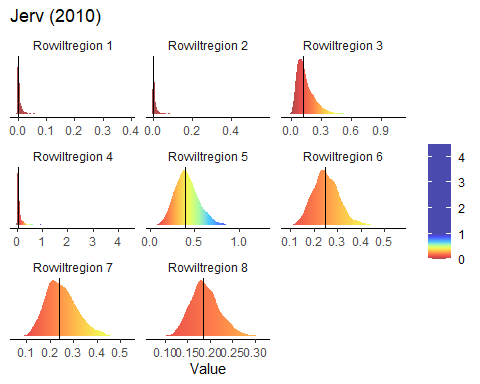 Jerv (2010)
Rowiltregion 1 Rowiltregion 2 Rowiltregion 3
0.0 0.1 0.2 0.3 0.4 0.0 0.2 0.4 0.0 0.3 0.6 0.9
Rowiltregion 4 Rowiltregion 5 Rowiltregion 6
0 1 2 3 4 0.0 0.5 1.0 0.1 0.2 0.3 0.4 0.5
Rowiltregion 7 Rowiltregion 8
0.1 0.2 0.3 0.4 0.5 0.10 0.15 0.20 0.25 0.30
Value
4
3
2
1
0